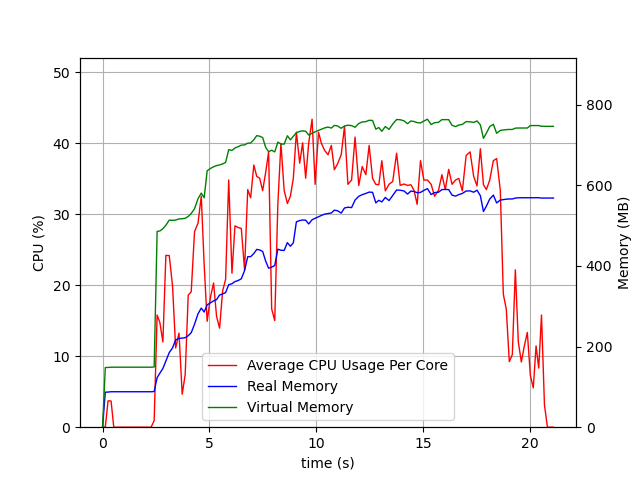 50
40
30
20
10
0
CPU (%)
800
600
400
200
0
Memory (MB)
Average CPU Usage Per Core
Real Memory
Virtual Memory
0 5 10 15 20
time (s)